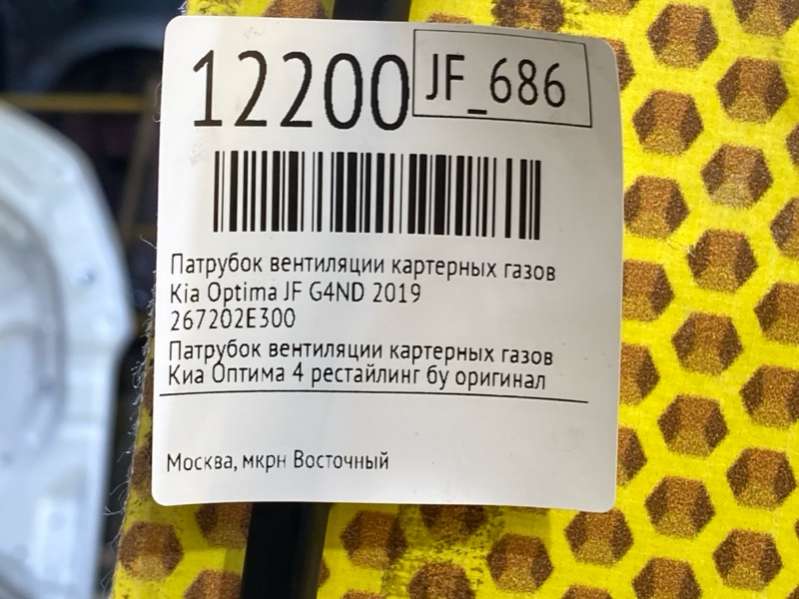 12200 JF_686
Патрубок вентиляции картерных газов
Kia Optima JF G4ND 2019
267202E300
Патрубок вентиляции картерных газов
Киа Оптима 4 рестайлинг бу оригинал
Москва, мкрн Восточный